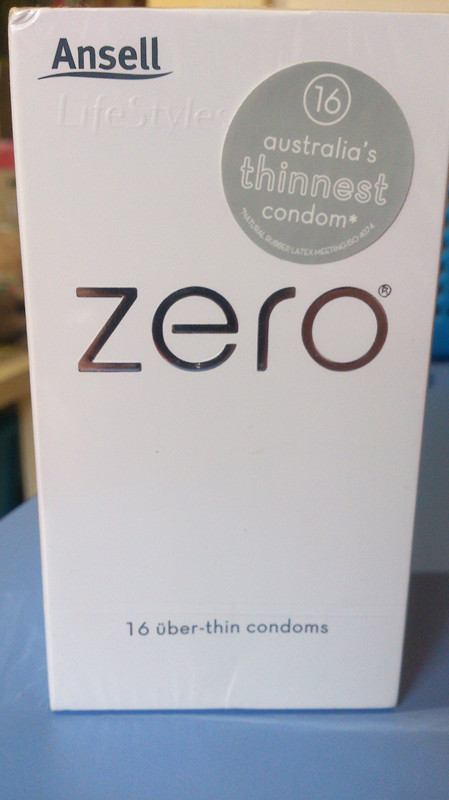 Ansell
LifeStyles
16
australia's
thinnest
condom*
*NATURAL RUBBER LATEX MEETING ISO 4074
zero®
16 über-thin condoms